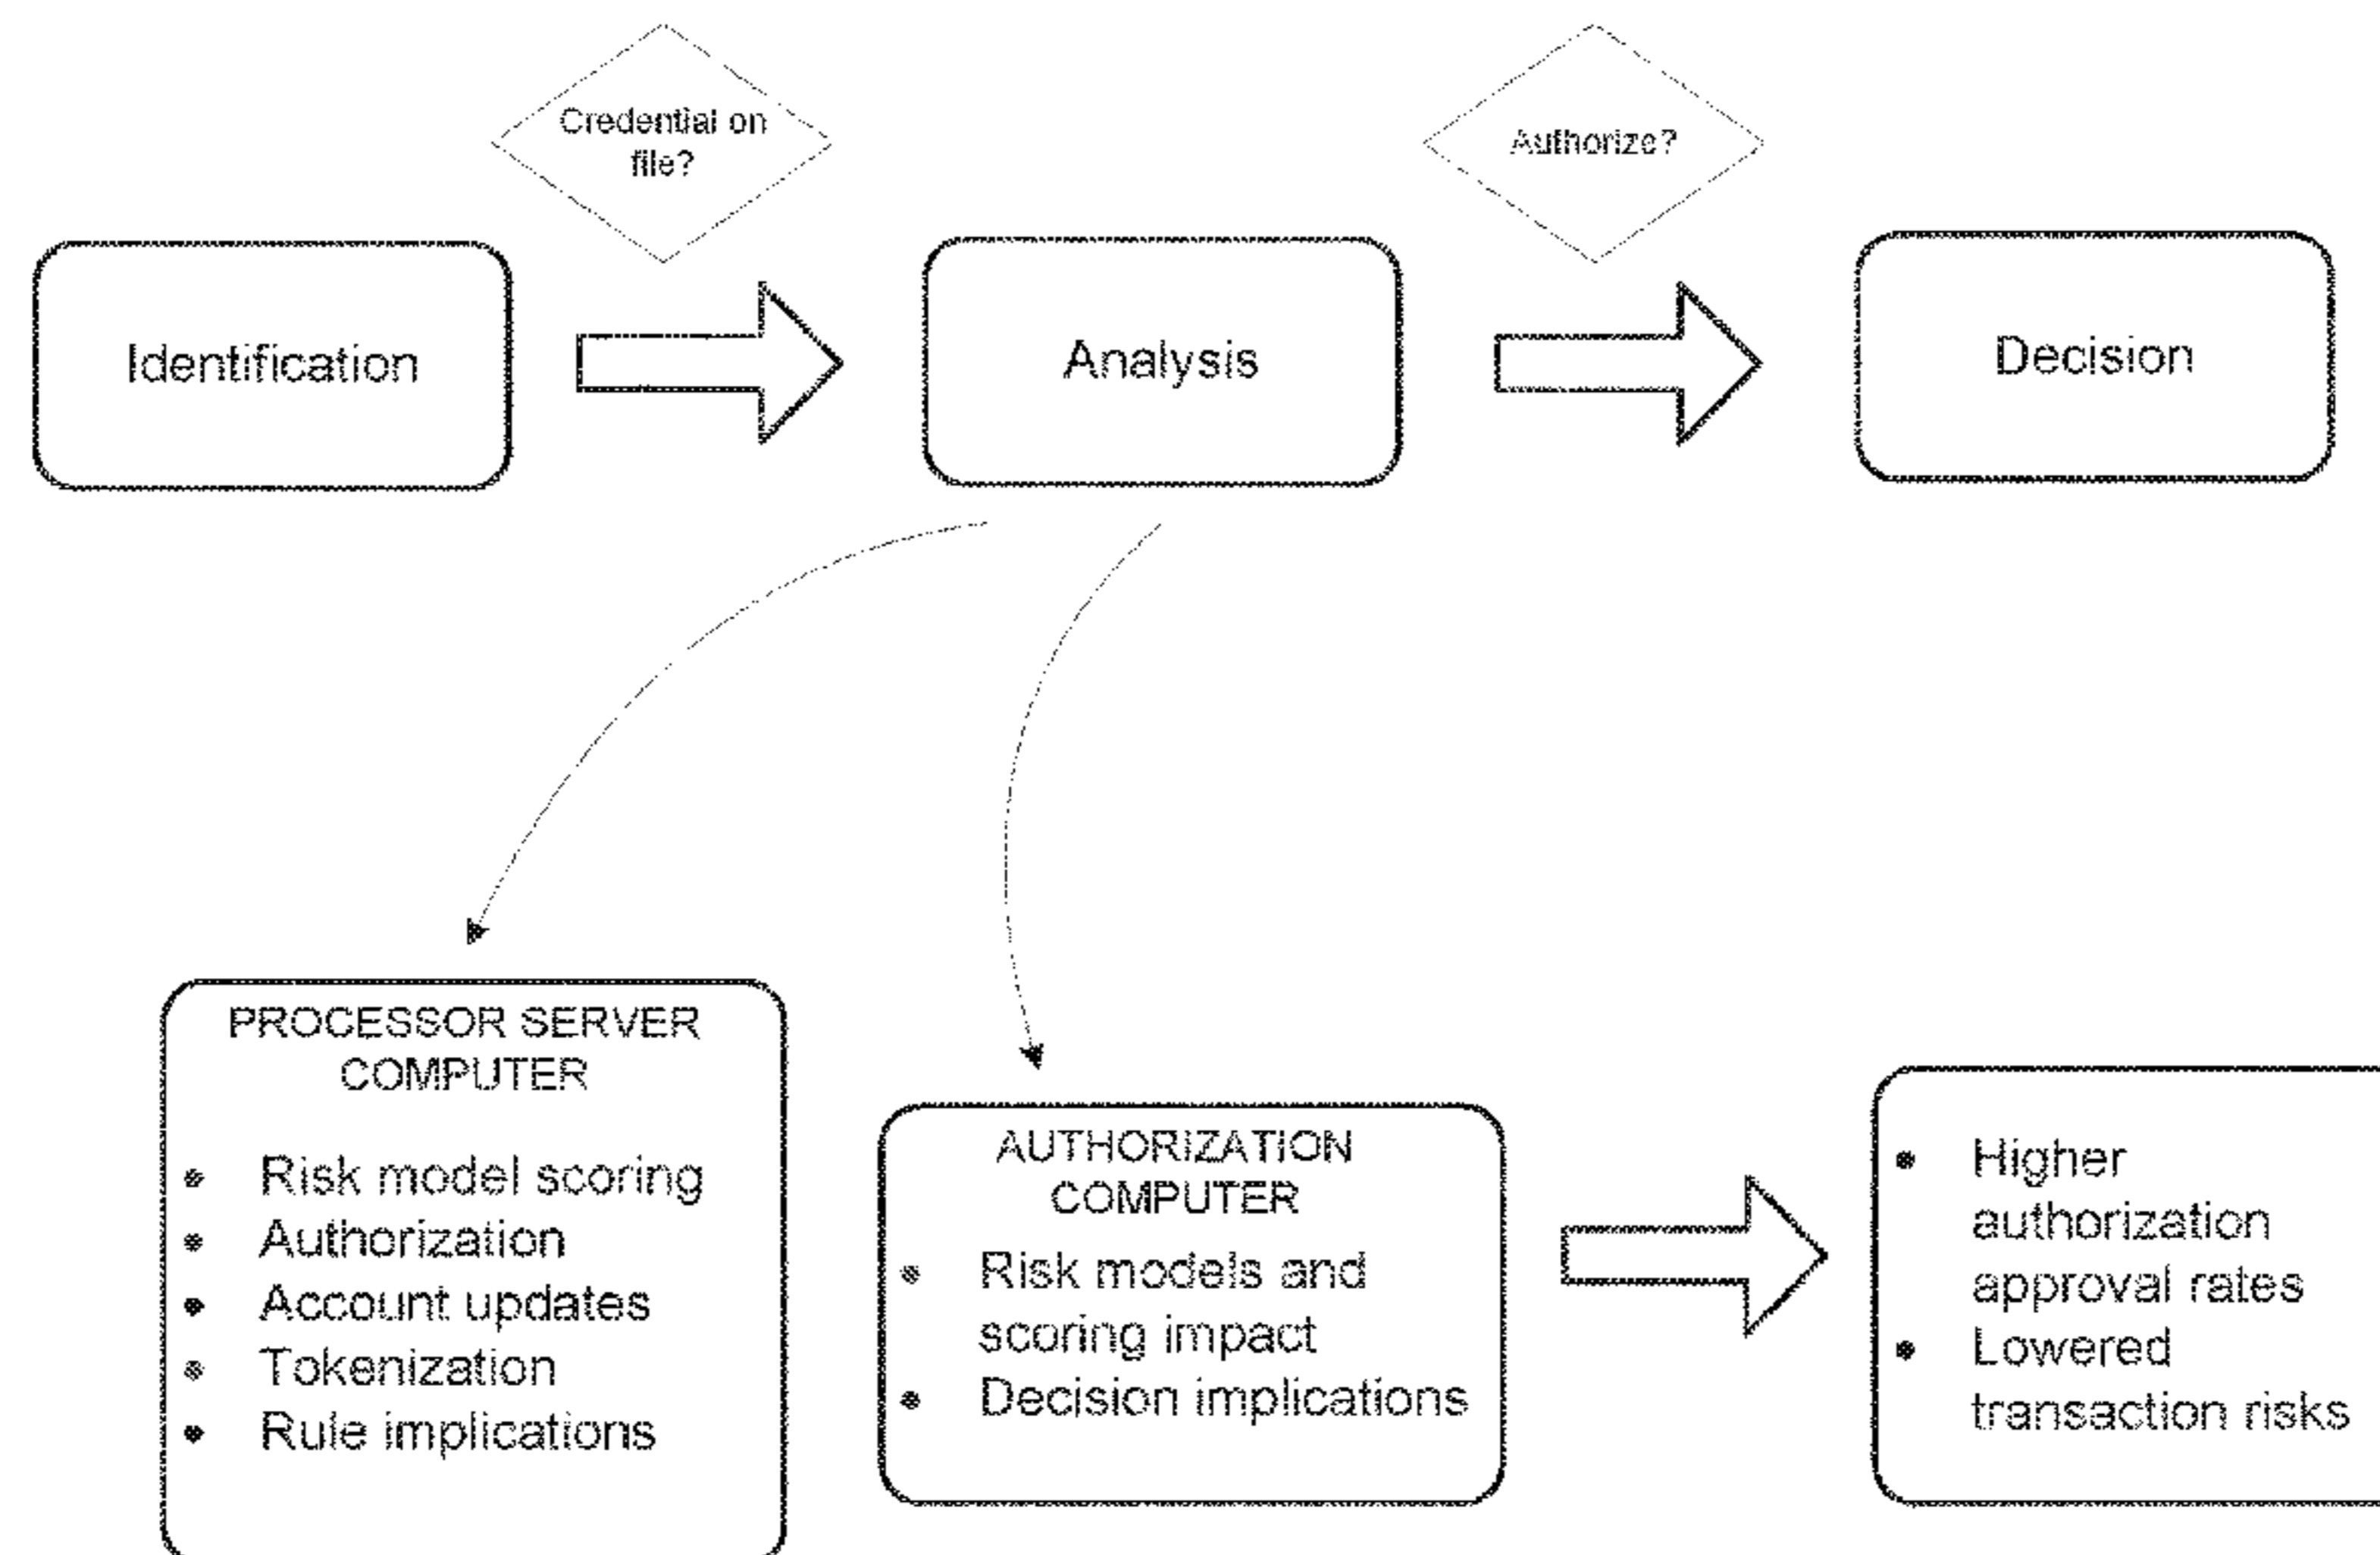 Credential on
file?
Authorize?
Identification
Analysis
Decision
PROCESSOR SERVER
COMPUTER
• Risk model scoring
• Authorization
• Account updates
• Tokenization
• Rule implications
AUTHORIZATION
COMPUTER
• Risk models and
scoring impact
• Decision implications
• Higher
authorization
approval rates
• Lowered
transaction risks